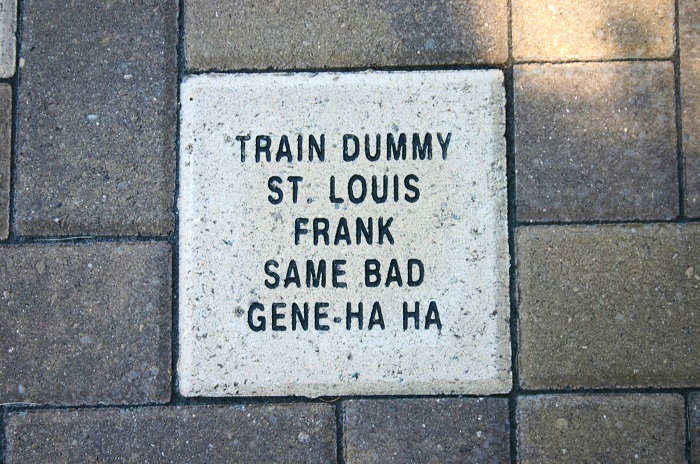 TRAIN DUMMY
ST. LOUIS
FRANK
SAME BAD
GENE-HA HA